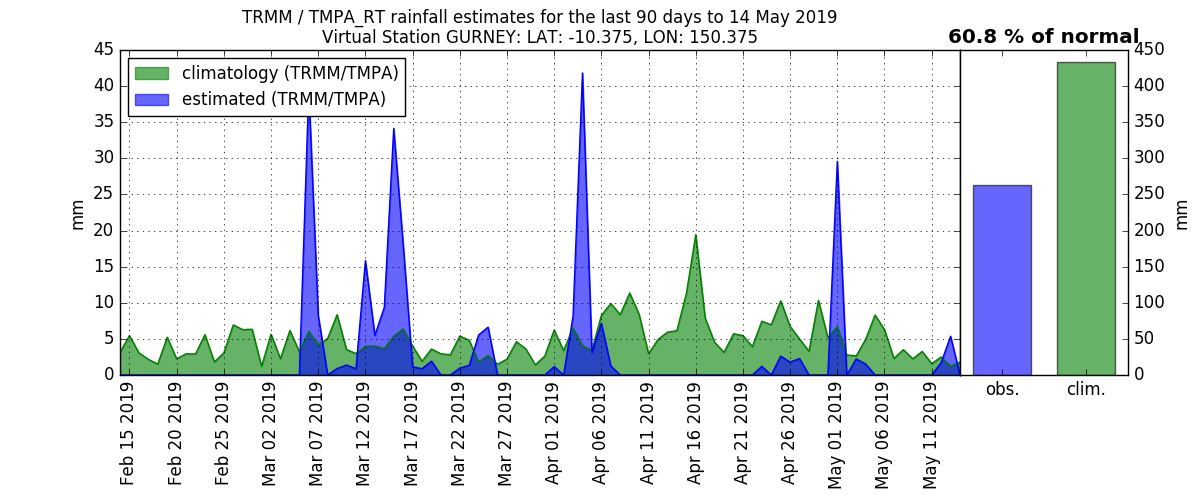 TRMM / TMPA_RT rainfall estimates for the last 90 days to 14 May 2019
Virtual Station GURNEY: LAT: -10.375, LON: 150.375
60.8 % of normal
climatology (TRMM/TMPA)
estimated (TRMM/TMPA)
45
40
35
30
25
20
15
10
5
0
mm
Feb 15 2019
Feb 20 2019
Feb 25 2019
Mar 02 2019
Mar 07 2019
Mar 12 2019
Mar 17 2019
Mar 22 2019
Mar 27 2019
Apr 01 2019
Apr 06 2019
Apr 11 2019
Apr 16 2019
Apr 21 2019
Apr 26 2019
May 01 2019
May 06 2019
May 11 2019
obs.
clim.
450
400
350
300
250
200
150
100
50
0
mm